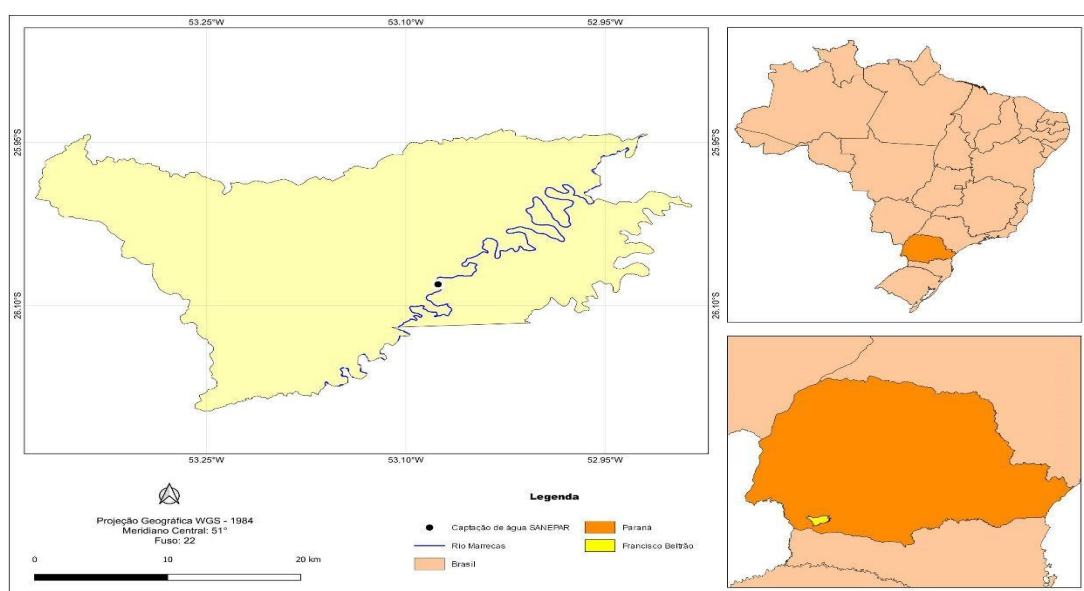 53.25°W 53.10°W 52.95°W
25.95°S 25.95°S
26.10°S 26.10°S
53.25°W 53.10°W 52.95°W
Projeção Geográfica WGS - 1984
Meridiano Central: 51°
Fuso: 22
0 10 20 km
Legenda
Captação de água SANEPAR
Rio Marrecas
Brasil
Paraná
Francisco Beltrão